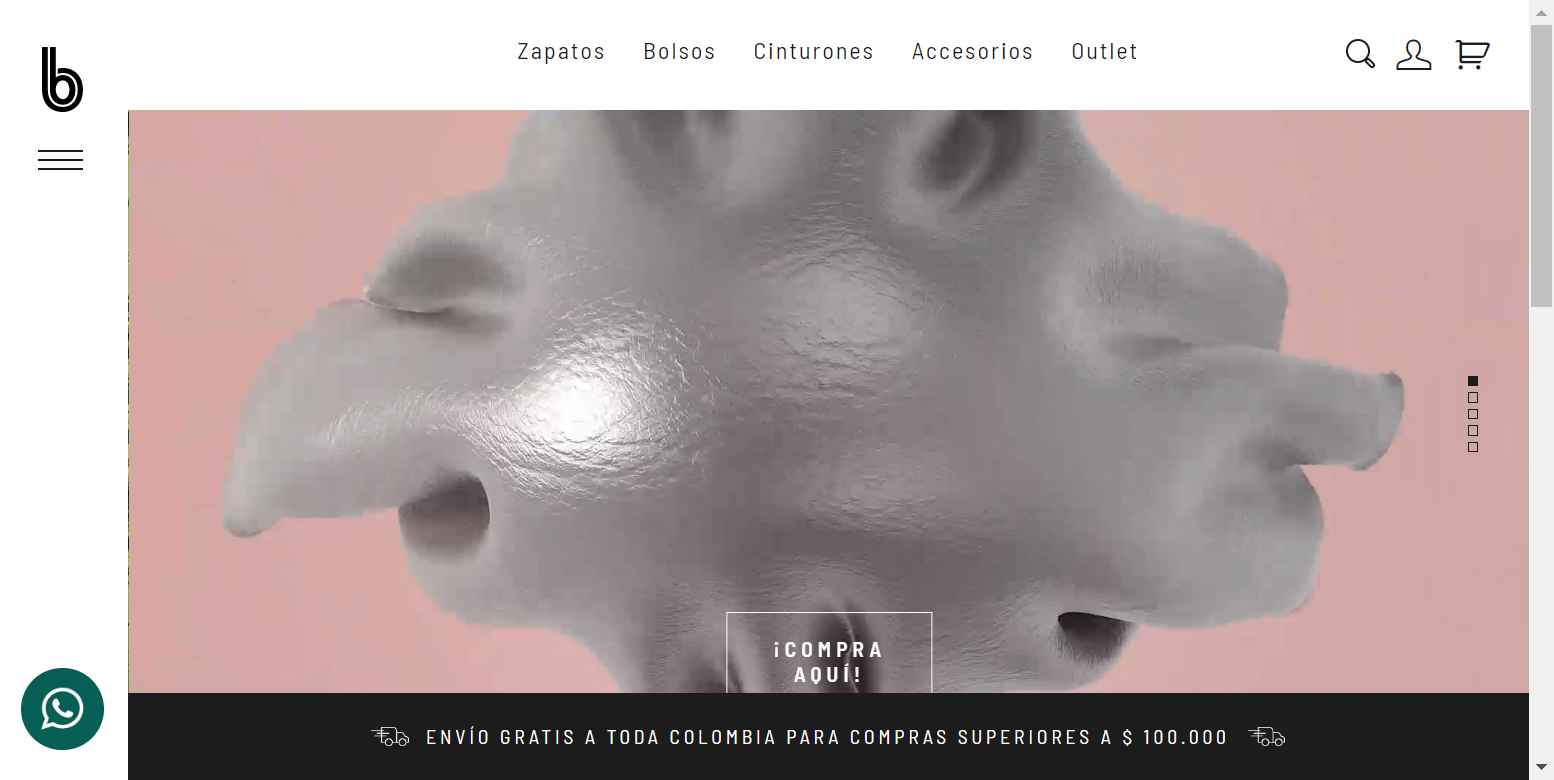 b
Zapatos Bolsos Cinturones Accesorios Outlet
¡COMPRA
AQUÍ!
ENVÍO GRATIS A TODA COLOMBIA PARA COMPRAS SUPERIORES A $ 100.000